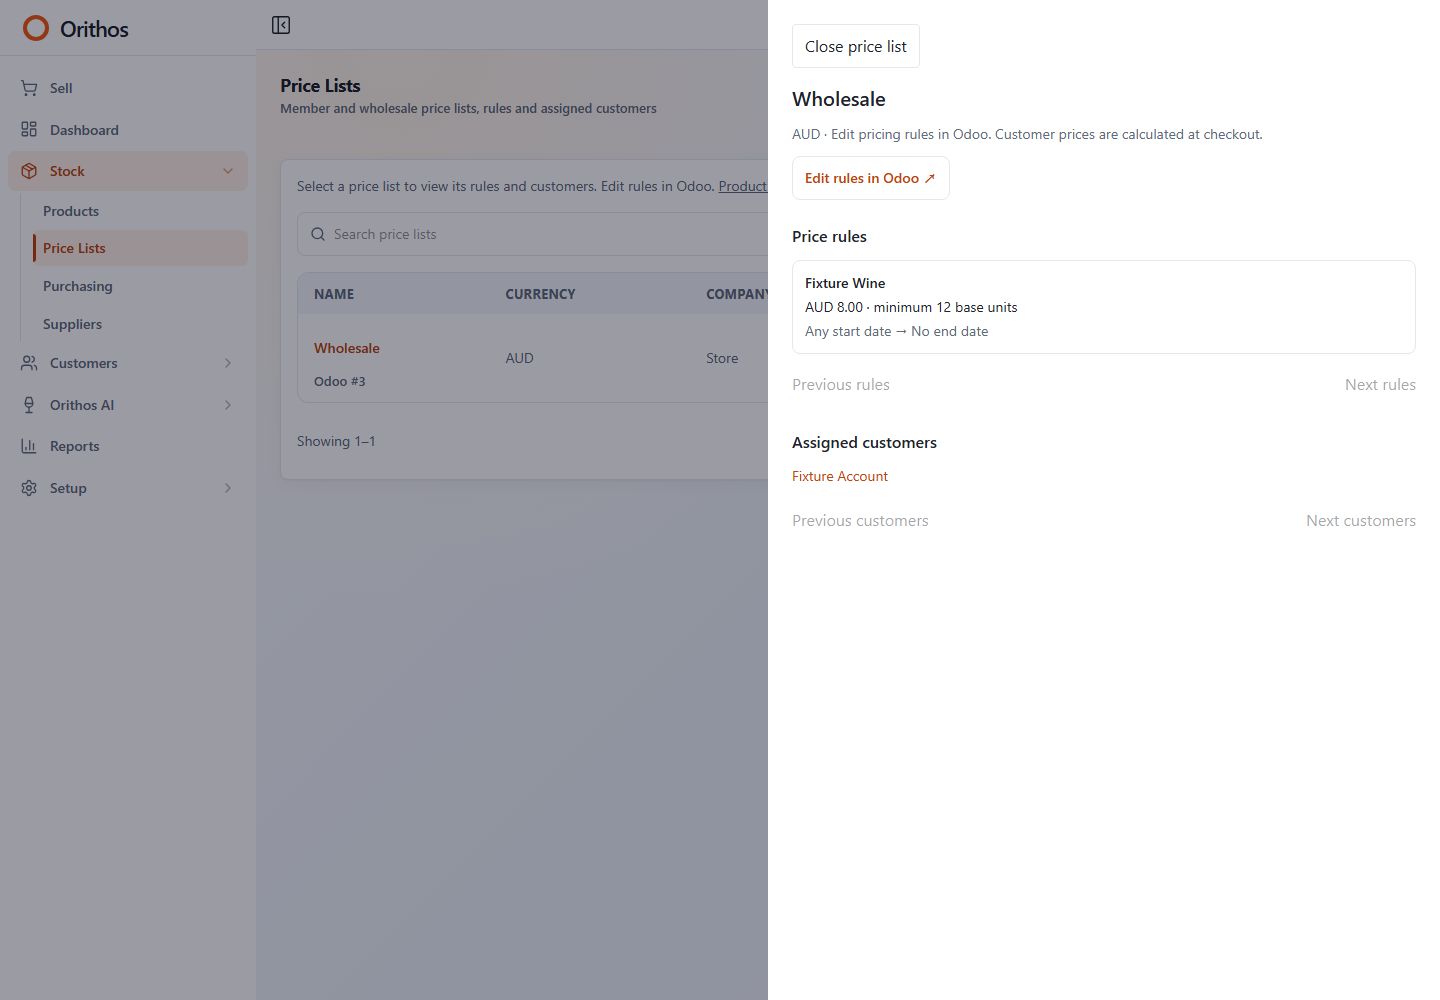 Orithos
Sell
Dashboard
Stock
Products
Price Lists
Purchasing
Suppliers
Customers
Orithos AI
Reports
Setup
Price Lists
Member and wholesale price lists, rules and assigned customers
Select a price list to view its rules and customers. Edit rules in Odoo. Product
Search price lists
NAME CURRENCY COMPANY
Wholesale
AUD Store
Odoo #3
Showing 1–1
Close price list
Wholesale
AUD · Edit pricing rules in Odoo. Customer prices are calculated at checkout.
Edit rules in Odoo ↗
Price rules
Fixture Wine
AUD 8.00 · minimum 12 base units
Any start date → No end date
Previous rules Next rules
Assigned customers
Fixture Account
Previous customers Next customers